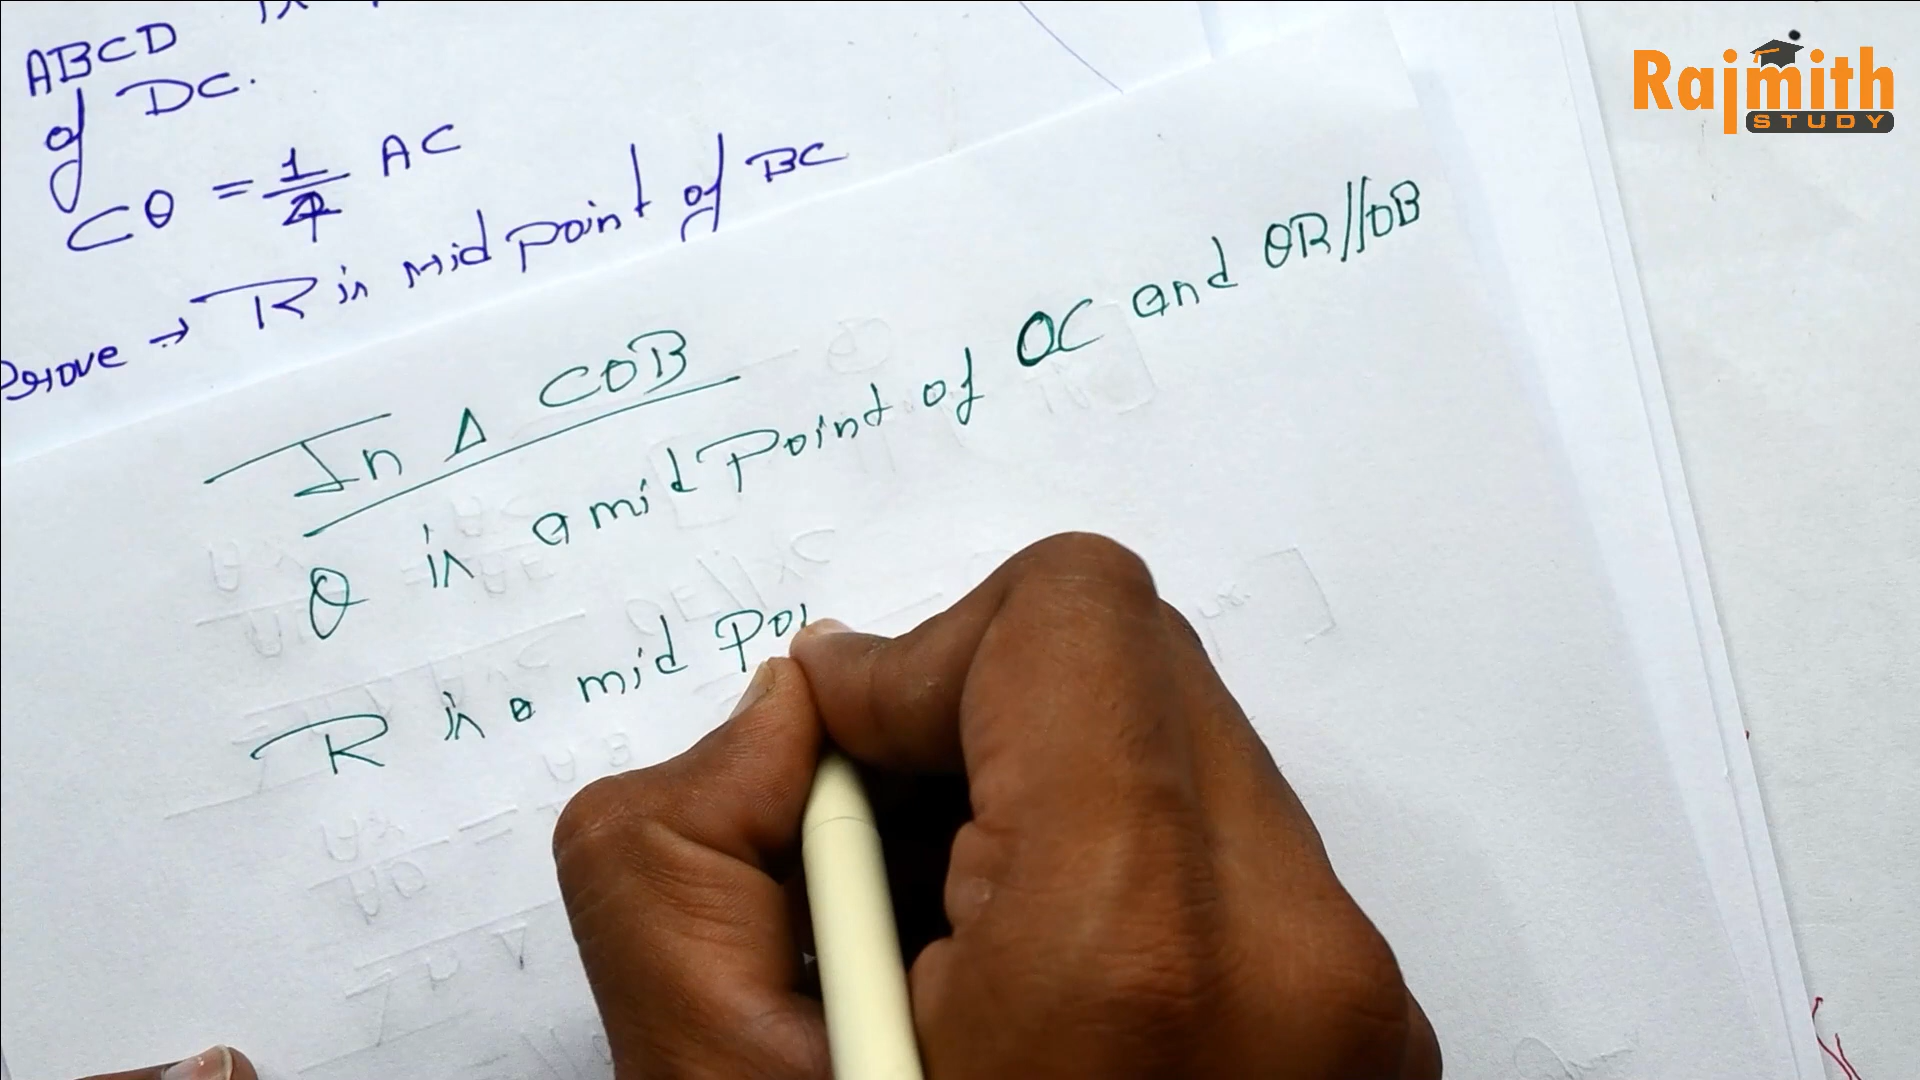 ABCD
of DC.
CQ = 1/4 AC
Prove → R is mid point of BC
In Δ COB
Q is a mid point of OC and QR // OB
R is a mid poi
Rajmith
STUDY